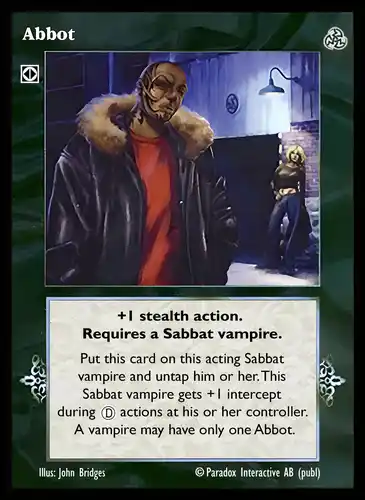 Abbot
+1 stealth action.
Requires a Sabbat vampire.
Put this card on this acting Sabbat
vampire and untap him or her. This
Sabbat vampire gets +1 intercept
during Ⓓ actions at his or her controller.
A vampire may have only one Abbot.
Illus: John Bridges
© Paradox Interactive AB (publ)